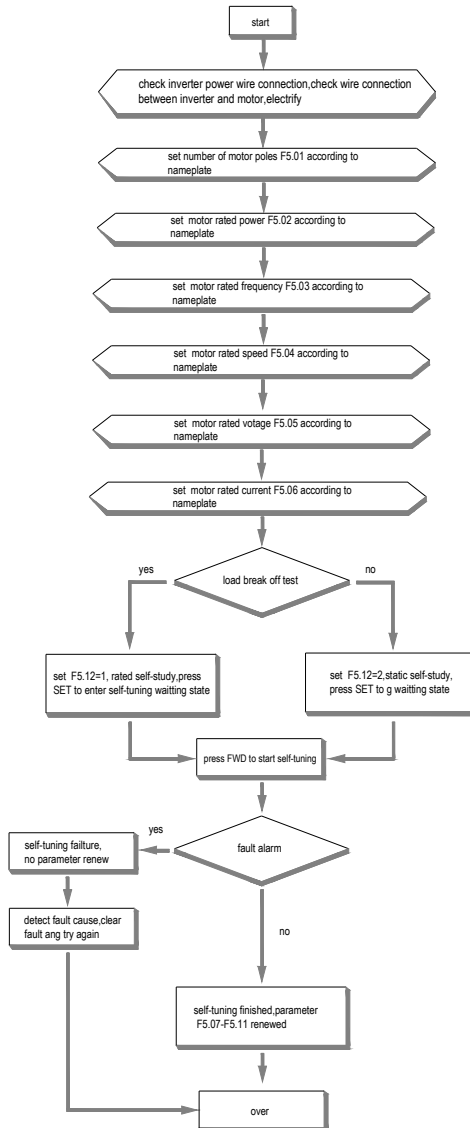 start
check inverter power wire connection,check wire connection
between inverter and motor,electrify
set number of motor poles F5.01 according to
nameplate
set motor rated power F5.02 according to
nameplate
set motor rated frequency F5.03 according to
nameplate
set motor rated speed F5.04 according to
nameplate
set motor rated votage F5.05 according to
nameplate
set motor rated current F5.06 according to
nameplate
load break off test
yes
no
set F5.12=1, rated self-study,press
SET to enter self-tuning waitting state
set F5.12=2,static self-study,
press SET to g waitting state
press FWD to start self-tuning
fault alarm
yes
self-tuning failture,
no parameter renew
detect fault cause,clear
fault ang try again
no
self-tuning finished,parameter
F5.07-F5.11 renewed
over